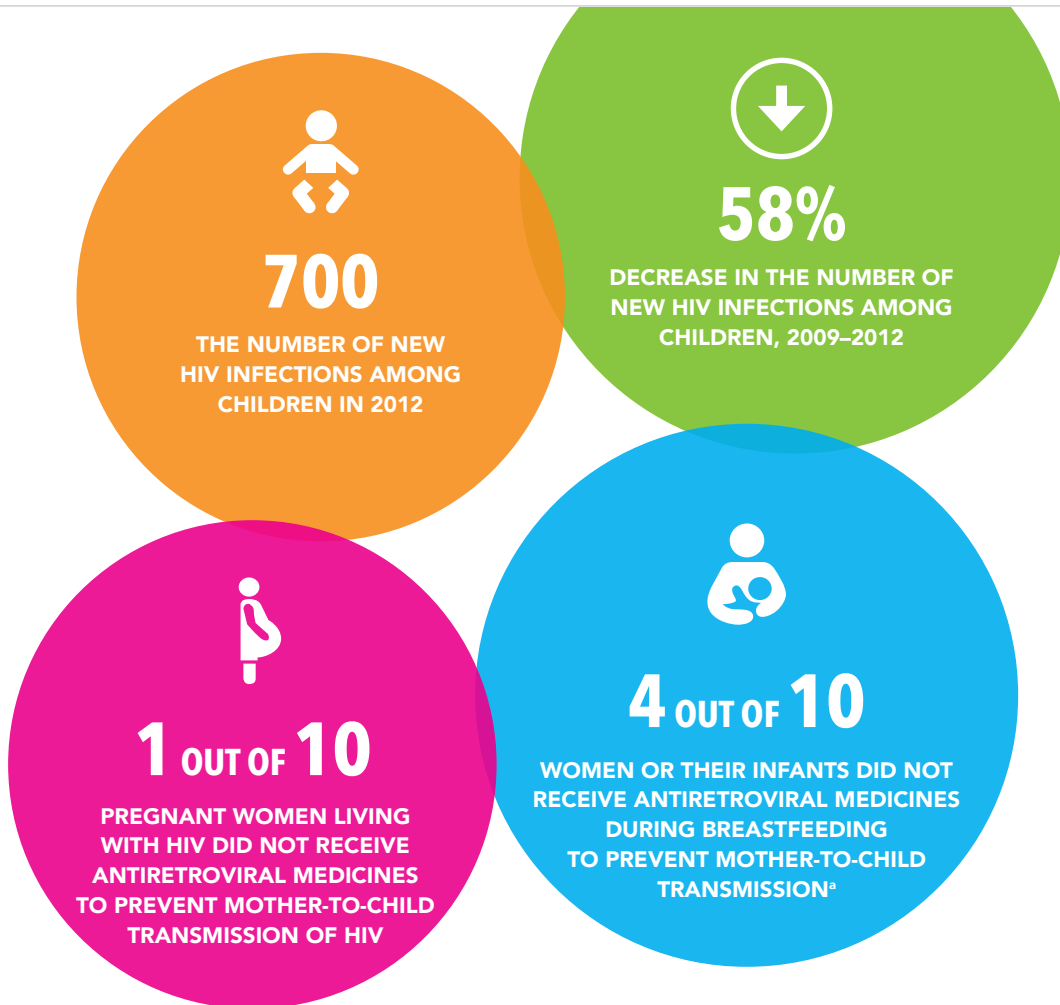 700
THE NUMBER OF NEW
HIV INFECTIONS AMONG
CHILDREN IN 2012
58%
DECREASE IN THE NUMBER OF
NEW HIV INFECTIONS AMONG
CHILDREN, 2009–2012
1 OUT OF 10
PREGNANT WOMEN LIVING
WITH HIV DID NOT RECEIVE
ANTIRETROVIRAL MEDICINES
TO PREVENT MOTHER-TO-CHILD
TRANSMISSION OF HIV
4 OUT OF 10
WOMEN OR THEIR INFANTS DID NOT
RECEIVE ANTIRETROVIRAL MEDICINES
DURING BREASTFEEDING
TO PREVENT MOTHER-TO-CHILD
TRANSMISSIONᵃ